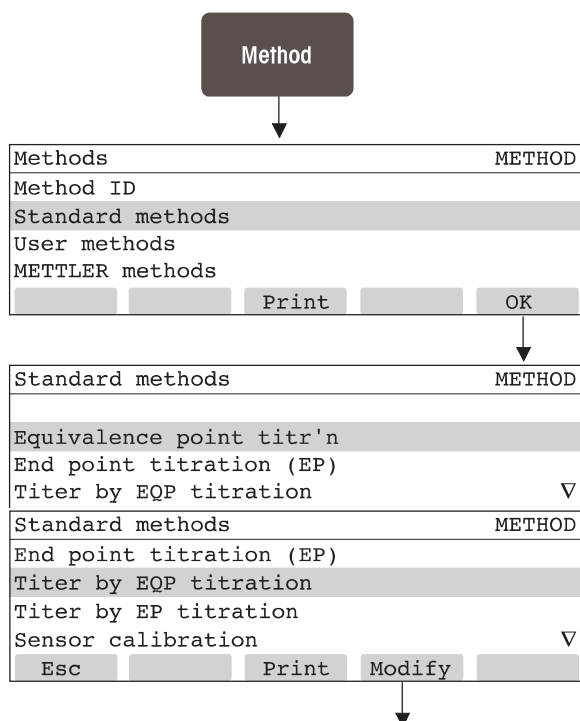 Method
Methods METHOD
Method ID
Standard methods
User methods
METTLER methods
Print OK
Standard methods METHOD
Equivalence point titr'n
End point titration (EP)
Titer by EQP titration ∇
Standard methods METHOD
End point titration (EP)
Titer by EQP titration
Titer by EP titration
Sensor calibration ∇
Esc Print Modify